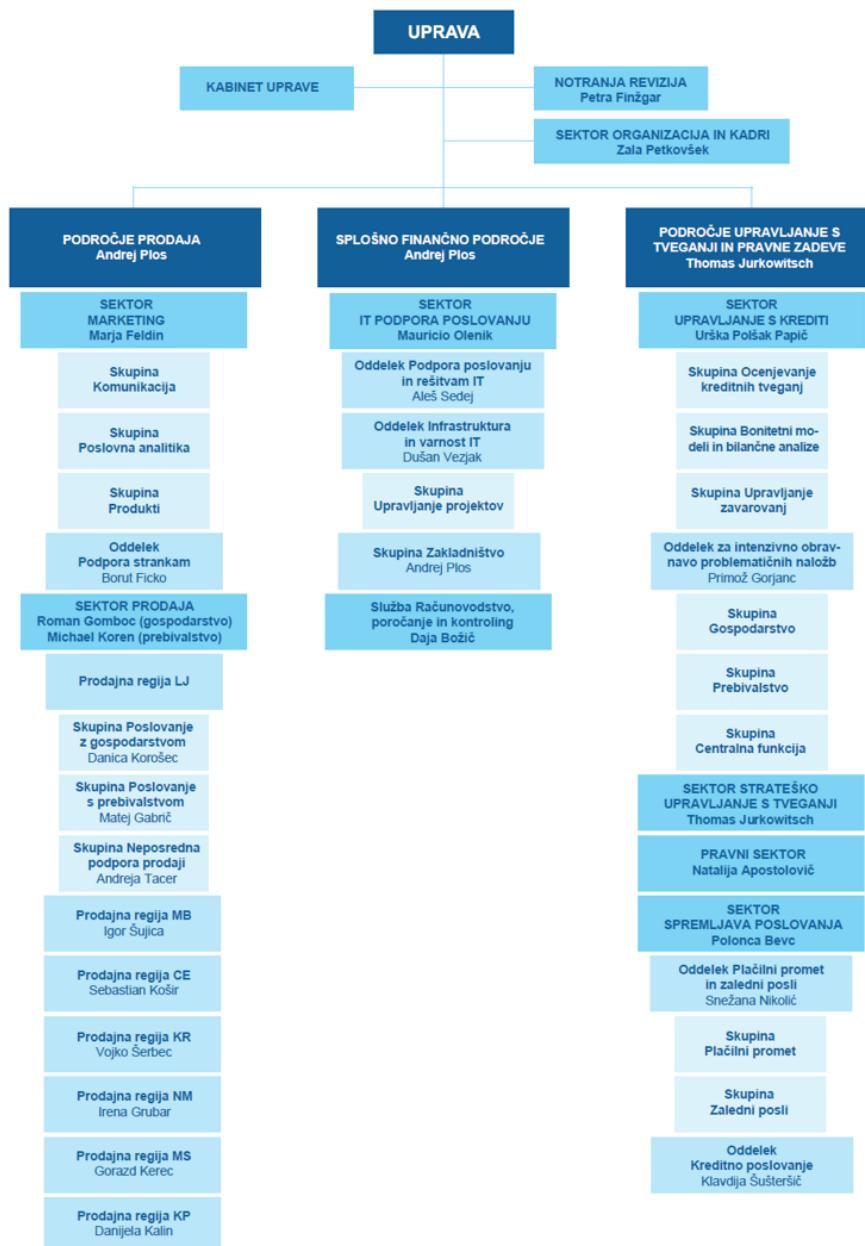 UPRAVA
KABINET UPRAVE
NOTRANJA REVIZIJA
Petra Finžgar
SEKTOR ORGANIZACIJA IN KADRI
Zala Petkovšek
PODROČJE PRODAJA
Andrej Plos
SEKTOR
MARKETING
Marja Feldin
Skupina
Komunikacija
Skupina
Poslovna analitika
Skupina
Produkti
Oddelek
Podpora strankam
Borut Ficko
SEKTOR PRODAJA
Roman Gomboc (gospodarstvo)
Michael Koren (prebivalstvo)
Prodajna regija LJ
Skupina Poslovanje
z gospodarstvom
Danica Korošec
Skupina Poslovanje
s prebivalstvom
Matej Gabrič
Skupina Neposredna
podpora prodaji
Andreja Tacer
Prodajna regija MB
Igor Šujica
Prodajna regija CE
Sebastian Košir
Prodajna regija KR
Vojko Šerbec
Prodajna regija NM
Irena Grubar
Prodajna regija MS
Gorazd Kerec
Prodajna regija KP
Danijela Kalin
SPLOŠNO FINANČNO PODROČJE
Andrej Plos
SEKTOR
IT PODPORA POSLOVANJU
Mauricio Olenik
Oddelek Podpora poslovanju
in rešitvam IT
Aleš Sedej
Oddelek Infrastruktura
in varnost IT
Dušan Vezjak
Skupina
Upravljanje projektov
Skupina Zakladništvo
Andrej Plos
Služba Računovodstvo,
poročanje in kontroling
Daja Božič
PODROČJE UPRAVLJANJE S
TVEGANJI IN PRAVNE ZADEVE
Thomas Jurkowitsch
SEKTOR
UPRAVLJANJE S KREDITI
Urška Polšak Papič
Skupina Ocenjevanje
kreditnih tveganj
Skupina Bonitetni mo-
deli in bilančne analize
Skupina Upravljanje
zavarovanj
Oddelek za intenzivno obrav-
navo problematičnih naložb
Primož Gorjanc
Skupina
Gospodarstvo
Skupina
Prebivalstvo
Skupina
Centralna funkcija
SEKTOR STRATEŠKO
UPRAVLJANJE S TVEGANJI
Thomas Jurkowitsch
PRAVNI SEKTOR
Natalija Apostolovič
SEKTOR
SPREMLJAVA POSLOVANJA
Polonca Bevc
Oddelek Plačilni promet
in zaledni posli
Snežana Nikolić
Skupina
Plačilni promet
Skupina
Zaledni posli
Oddelek
Kreditno poslovanje
Klavdija Šušteršič